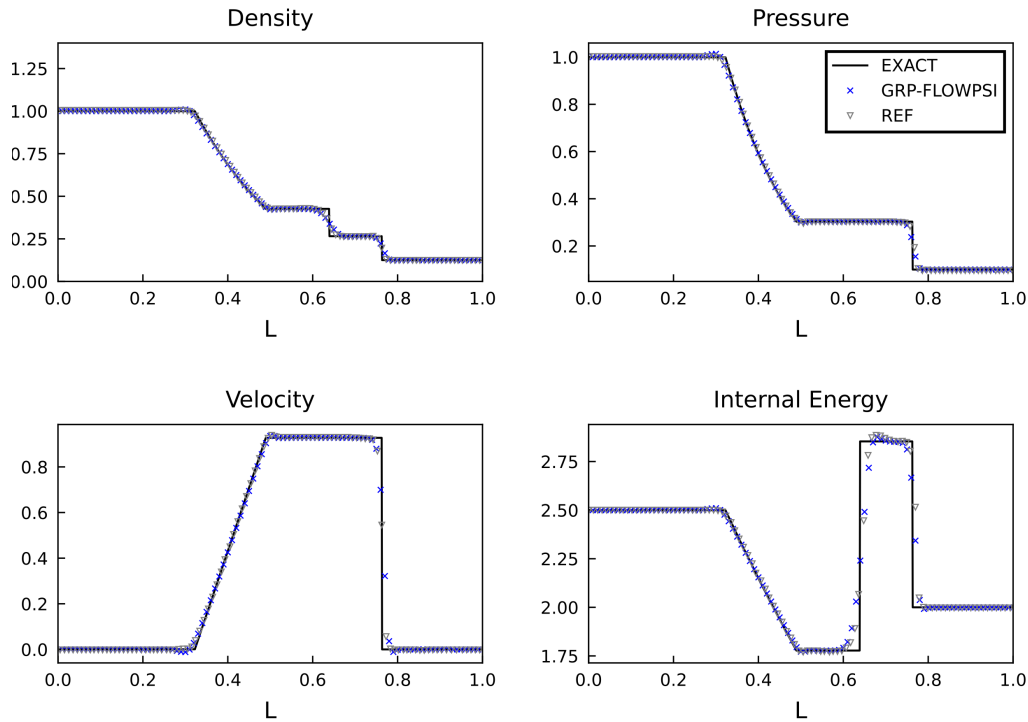 Density
1.25
1.00
0.75
0.50
0.25
0.00
0.0 0.2 0.4 0.6 0.8 1.0
L
Pressure
1.0
0.8
0.6
0.4
0.2
0.0 0.2 0.4 0.6 0.8 1.0
L
EXACT
GRP-FLOWPSI
REF
Velocity
0.8
0.6
0.4
0.2
0.0
0.0 0.2 0.4 0.6 0.8 1.0
L
Internal Energy
2.75
2.50
2.25
2.00
1.75
0.0 0.2 0.4 0.6 0.8 1.0
L